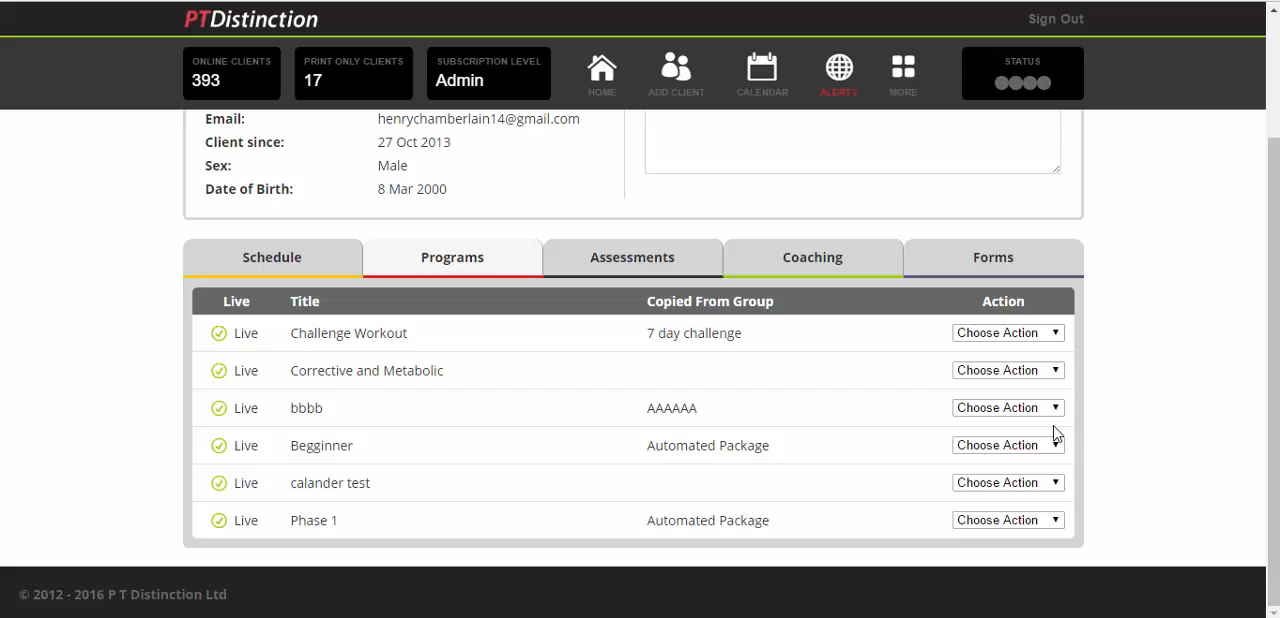 PTDistinction
Sign Out
ONLINE CLIENTS
393
PRINT ONLY CLIENTS
17
SUBSCRIPTION LEVEL
Admin
HOME
ADD CLIENT
CALENDAR
ALERTS
MORE
STATUS
Email: henrychamberlain14@gmail.com
Client since: 27 Oct 2013
Sex: Male
Date of Birth: 8 Mar 2000
Schedule Programs Assessments Coaching Forms
Live Title Copied From Group Action
Live Challenge Workout 7 day challenge Choose Action
Live Corrective and Metabolic Choose Action
Live bbbb AAAAAA Choose Action
Live Begginner Automated Package Choose Action
Live calander test Choose Action
Live Phase 1 Automated Package Choose Action
© 2012 - 2016 P T Distinction Ltd